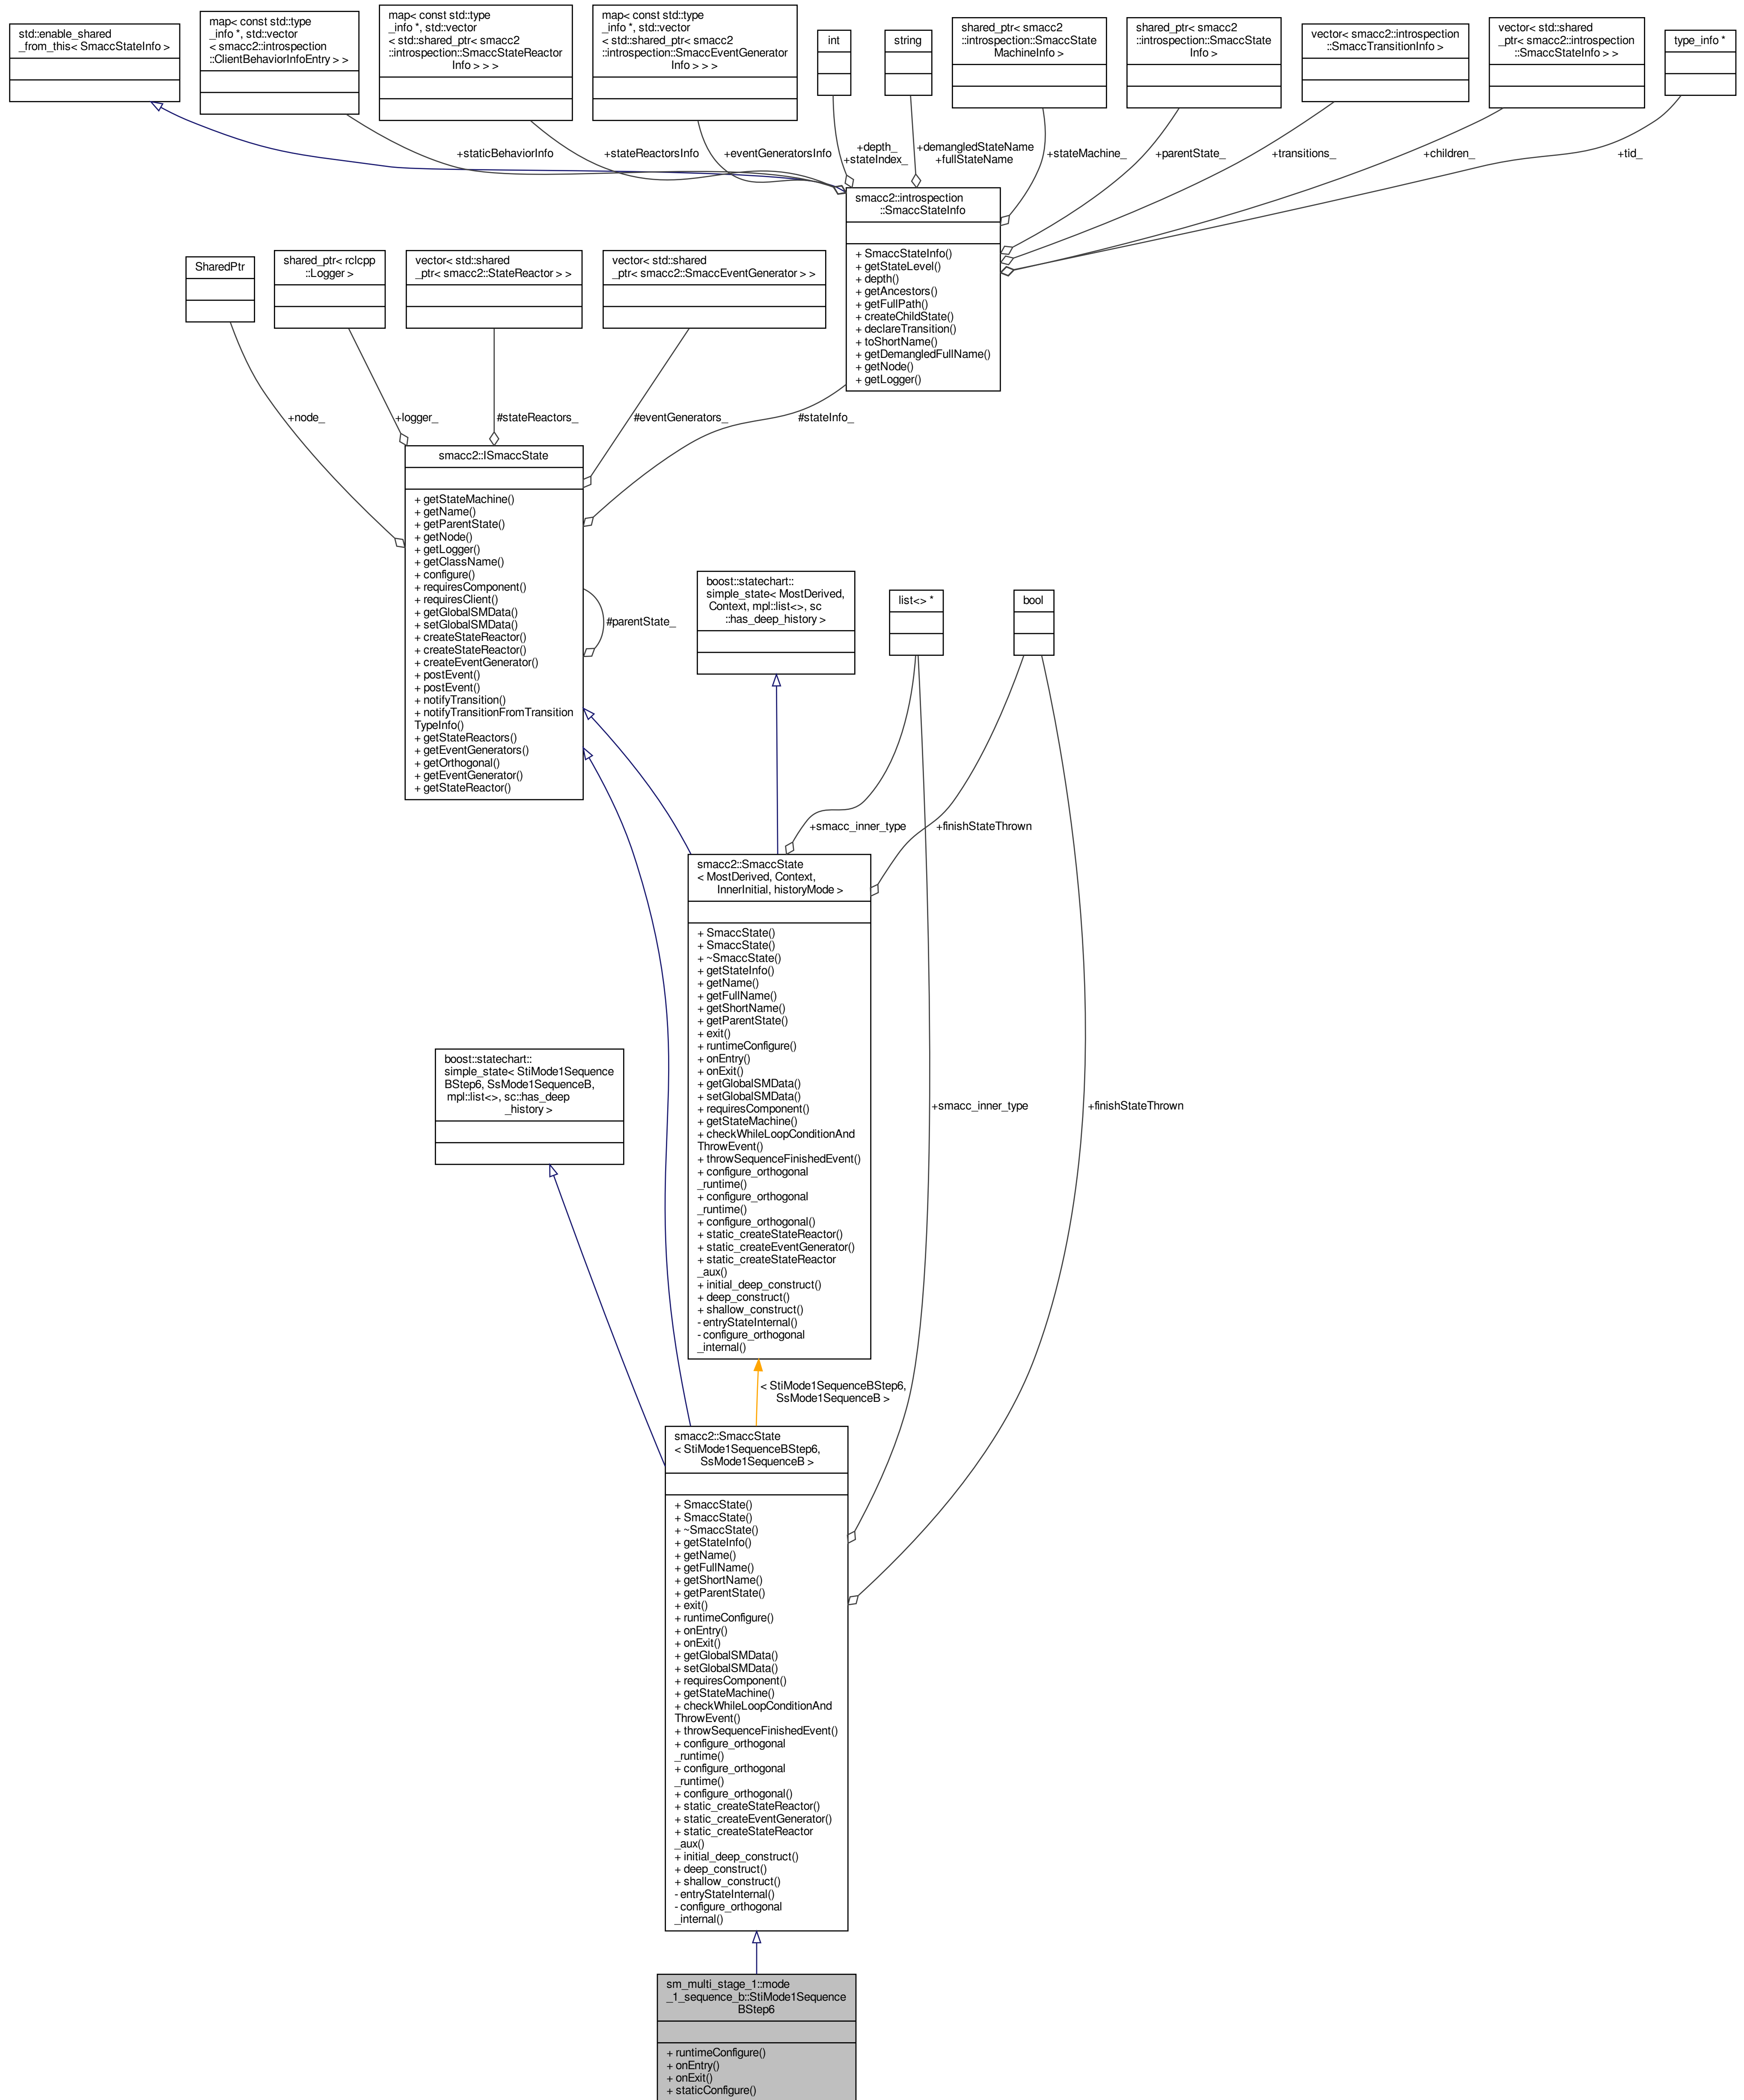 std::enable_shared
_from_this< SmaccStateInfo >
map< const std::type
_info *, std::vector
< smacc2::introspection
::ClientBehaviorInfoEntry > >
map< const std::type
_info *, std::vector
< std::shared_ptr< smacc2
::introspection::SmaccStateReactor
Info > > >
map< const std::type
_info *, std::vector
< std::shared_ptr< smacc2
::introspection::SmaccEventGenerator
Info > > >
int
string
shared_ptr< smacc2
::introspection::SmaccState
MachineInfo >
shared_ptr< smacc2
::introspection::SmaccState
Info >
vector< smacc2::introspection
::SmaccTransitionInfo >
vector< std::shared
_ptr< smacc2::introspection
::SmaccStateInfo > >
type_info *
+staticBehaviorInfo
+stateReactorsInfo
+eventGeneratorsInfo
+depth_
+stateIndex_
+demangledStateName
+fullStateName
+stateMachine_
+parentState_
+transitions_
+children_
+tid_
smacc2::introspection
::SmaccStateInfo
+ SmaccStateInfo()
+ getStateLevel()
+ depth()
+ getAncestors()
+ getFullPath()
+ createChildState()
+ declareTransition()
+ toShortName()
+ getDemangledFullName()
+ getNode()
+ getLogger()
SharedPtr
shared_ptr< rclcpp
::Logger >
vector< std::shared
_ptr< smacc2::StateReactor > >
vector< std::shared
_ptr< smacc2::SmaccEventGenerator > >
+node_
+logger_
#stateReactors_
#eventGenerators_
#stateInfo_
smacc2::ISmaccState
+ getStateMachine()
+ getName()
+ getParentState()
+ getNode()
+ getLogger()
+ getClassName()
+ configure()
+ requiresComponent()
+ requiresClient()
+ getGlobalSMData()
+ setGlobalSMData()
+ createStateReactor()
+ createStateReactor()
+ createEventGenerator()
+ postEvent()
+ postEvent()
+ notifyTransition()
+ notifyTransitionFromTransition
TypeInfo()
+ getStateReactors()
+ getEventGenerators()
+ getOrthogonal()
+ getEventGenerator()
+ getStateReactor()
#parentState_
boost::statechart::
simple_state< MostDerived,
Context, mpl::list<>, sc
::has_deep_history >
list<> *
bool
+smacc_inner_type
+finishStateThrown
smacc2::SmaccState
< MostDerived, Context,
InnerInitial, historyMode >
+ SmaccState()
+ SmaccState()
+ ~SmaccState()
+ getStateInfo()
+ getName()
+ getFullName()
+ getShortName()
+ getParentState()
+ exit()
+ runtimeConfigure()
+ onEntry()
+ onExit()
+ getGlobalSMData()
+ setGlobalSMData()
+ requiresComponent()
+ getStateMachine()
+ checkWhileLoopConditionAnd
ThrowEvent()
+ throwSequenceFinishedEvent()
+ configure_orthogonal
_runtime()
+ configure_orthogonal
_runtime()
+ configure_orthogonal()
+ static_createStateReactor()
+ static_createEventGenerator()
+ static_createStateReactor
_aux()
+ initial_deep_construct()
+ deep_construct()
+ shallow_construct()
- entryStateInternal()
- configure_orthogonal
_internal()
boost::statechart::
simple_state< StiMode1Sequence
BStep6, SsMode1SequenceB,
mpl::list<>, sc::has_deep
_history >
+smacc_inner_type
+finishStateThrown
< StiMode1SequenceBStep6,
SsMode1SequenceB >
smacc2::SmaccState
< StiMode1SequenceBStep6,
SsMode1SequenceB >
+ SmaccState()
+ SmaccState()
+ ~SmaccState()
+ getStateInfo()
+ getName()
+ getFullName()
+ getShortName()
+ getParentState()
+ exit()
+ runtimeConfigure()
+ onEntry()
+ onExit()
+ getGlobalSMData()
+ setGlobalSMData()
+ requiresComponent()
+ getStateMachine()
+ checkWhileLoopConditionAnd
ThrowEvent()
+ throwSequenceFinishedEvent()
+ configure_orthogonal
_runtime()
+ configure_orthogonal
_runtime()
+ configure_orthogonal()
+ static_createStateReactor()
+ static_createEventGenerator()
+ static_createStateReactor
_aux()
+ initial_deep_construct()
+ deep_construct()
+ shallow_construct()
- entryStateInternal()
- configure_orthogonal
_internal()
sm_multi_stage_1::mode
_1_sequence_b::StiMode1Sequence
BStep6
+ runtimeConfigure()
+ onEntry()
+ onExit()
+ staticConfigure()